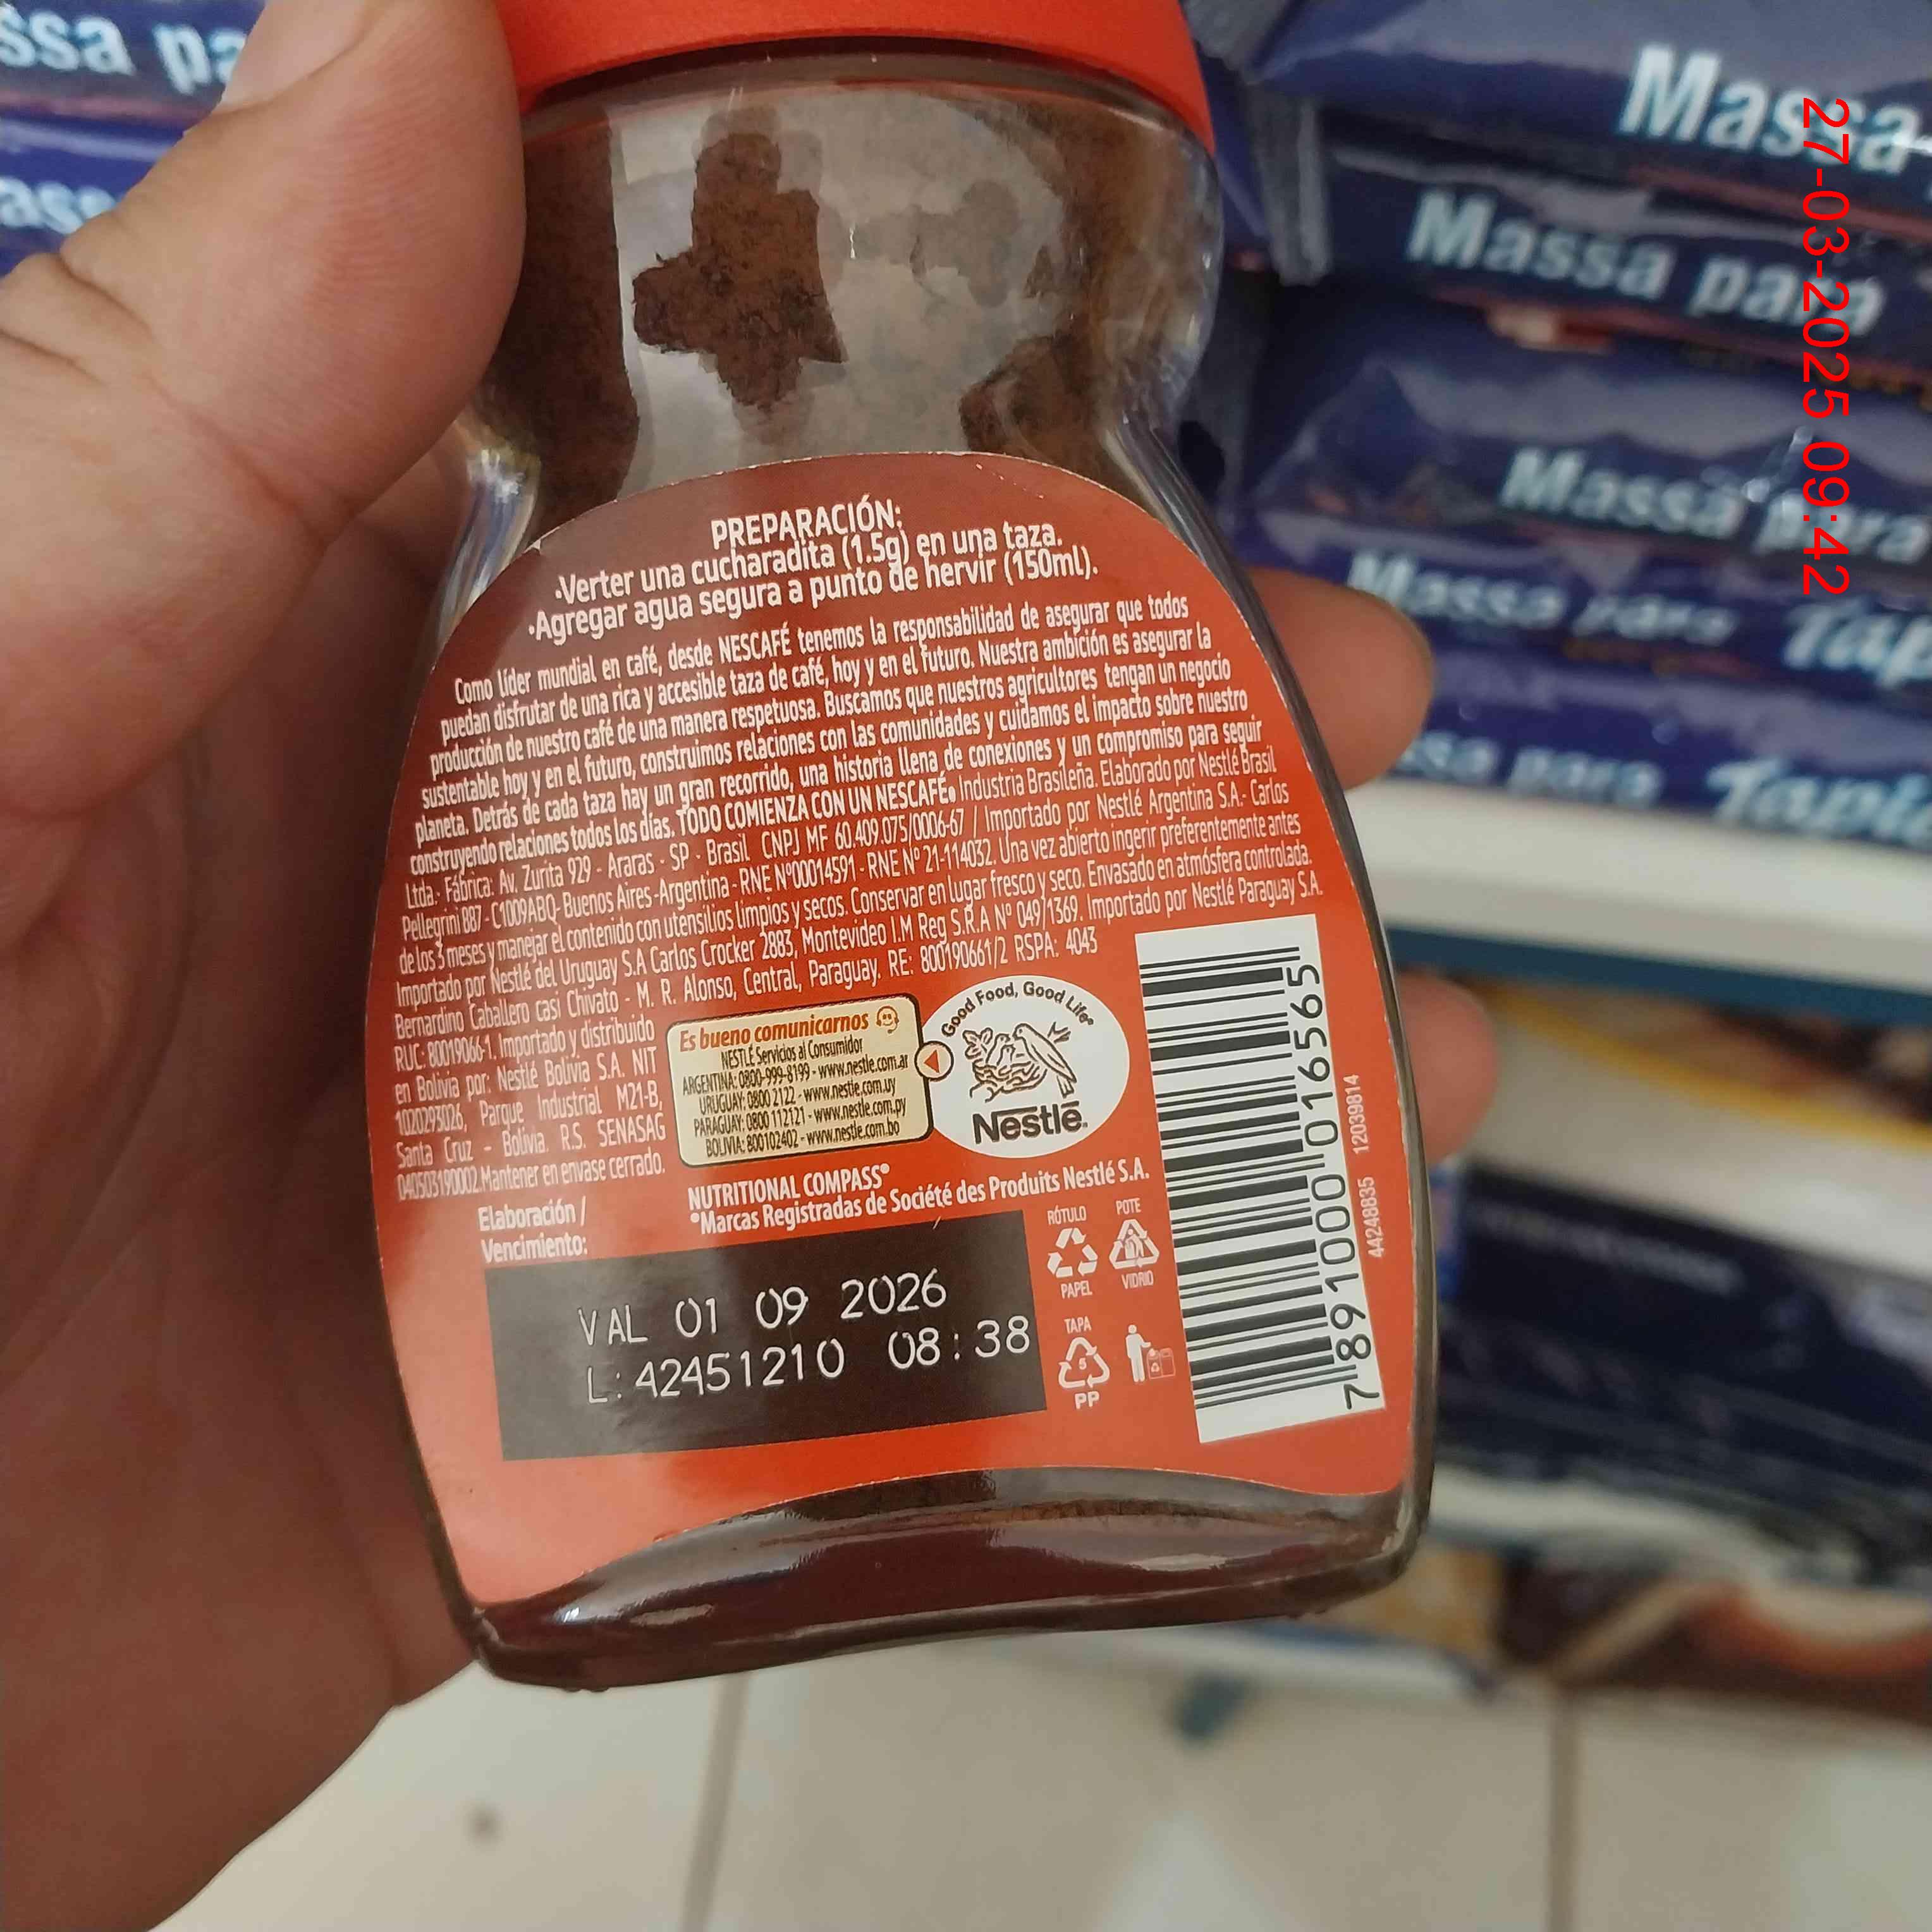 ssa pa
Massa
Massa para
Massa para
Massa para Tap
ssa para Tapio
27-03-2025 09:42
PREPARACIÓN:
•Verter una cucharadita (1.5g) en una taza.
•Agregar agua segura a punto de hervir (150ml).
Como líder mundial en café, desde NESCAFÉ tenemos la responsabilidad de asegurar que todos
puedan disfrutar de una rica y accesible taza de café, hoy y en el futuro. Nuestra ambición es asegurar la
producción de nuestro café de una manera respetuosa. Buscamos que nuestros agricultores tengan un negocio
sustentable hoy y en el futuro, construimos relaciones con las comunidades y cuidamos el impacto sobre nuestro
planeta. Detrás de cada taza hay un gran recorrido, una historia llena de conexiones y un compromiso para seguir
construyendo relaciones todos los días. TODO COMIENZA CON UN NESCAFÉ® Industria Brasileña. Elaborado por Nestlé Brasil
Ltda.- Fábrica: Av. Zurita 929 - Araras - SP - Brasil CNPJ MF 60.409.075/0006-67 / Importado por Nestlé Argentina S.A.- Carlos
Pellegrini 887 - C1009ABQ- Buenos Aires -Argentina - RNE N°00014591 - RNE N° 21-114032. Una vez abierto ingerir preferentemente antes
de los 3 meses y manejar el contenido con utensilios limpios y secos. Conservar en lugar fresco y seco. Envasado en atmósfera controlada.
Importado por Nestlé del Uruguay S.A Carlos Crocker 2883, Montevideo I.M Reg S.R.A N° 049/1369. Importado por Nestlé Paraguay S.A.
Bernardino Caballero casi Chivato - M. R. Alonso, Central, Paraguay. RE: 800190661/2 RSPA: 4043
RUC: 80019066-1. Importado y distribuido
en Bolivia por: Nestlé Bolivia S.A. NIT
1020293026, Parque Industrial M21-B,
Santa Cruz - Bolivia. R.S. SENASAG
040503190002.Mantener en envase cerrado.
Es bueno comunicarnos
NESTLÉ Servicios al Consumidor
ARGENTINA: 0800-999-8199 - www.nestle.com.ar
URUGUAY: 0800 2122 - www.nestle.com.uy
PARAGUAY: 0800 112121 - www.nestle.com.py
BOLIVIA: 800102402 - www.nestle.com.bo
Good Food, Good Life®
Nestlé®
NUTRITIONAL COMPASS®
®Marcas Registradas de Société des Produits Nestlé S.A.
Elaboración /
Vencimiento:
VAL 01 09 2026
L: 42451210 08:38
RÓTULO
PAPEL
POTE
VIDRIO
TAPA
5
PP
7891000016565
44248835 12039814